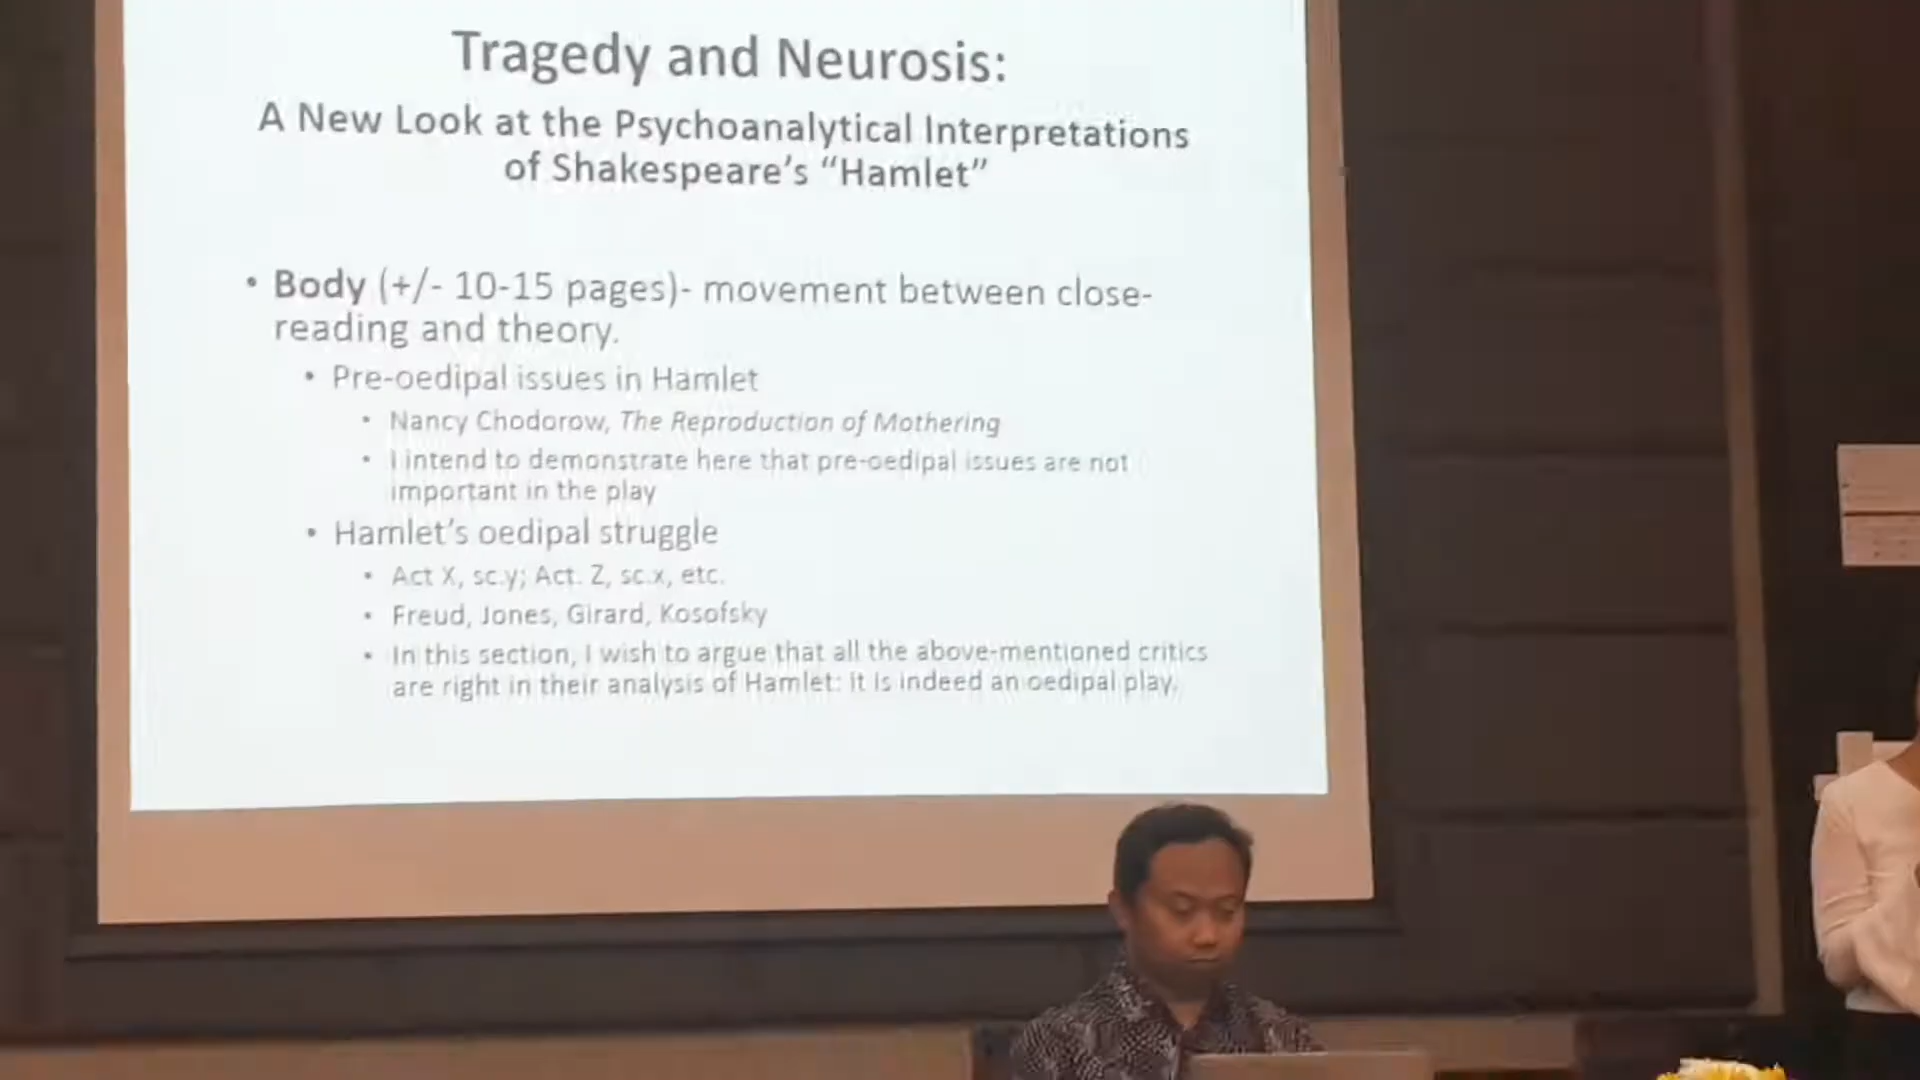 Tragedy and Neurosis:
A New Look at the Psychoanalytical Interpretations
of Shakespeare's "Hamlet"
• Body (+/- 10-15 pages)- movement between close-
reading and theory.
• Pre-oedipal issues in Hamlet
• Nancy Chodorow, The Reproduction of Mothering
• I intend to demonstrate here that pre-oedipal issues are not
important in the play
• Hamlet's oedipal struggle
• Act X, sc.y; Act. Z, sc.x, etc.
• Freud, Jones, Girard, Kosofsky
• In this section, I wish to argue that all the above-mentioned critics
are right in their analysis of Hamlet: it is indeed an oedipal play.